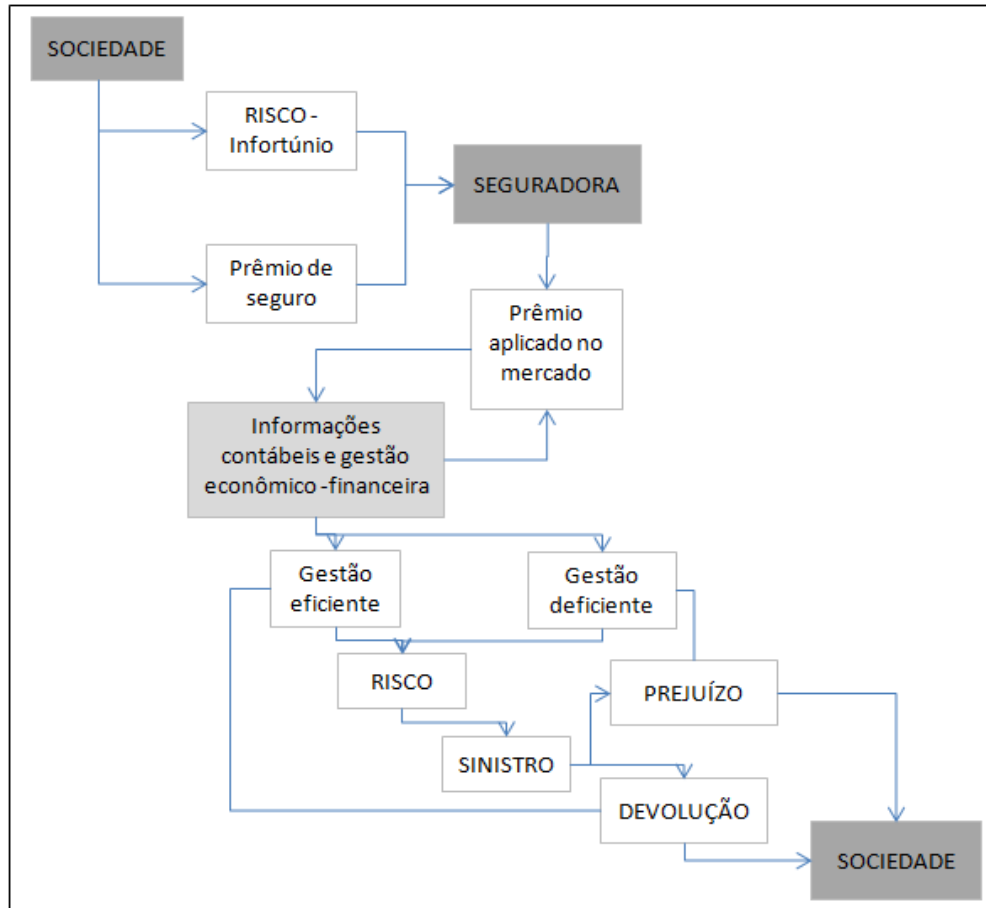 SOCIEDADE
RISCO -
Infortúnio
SEGURADORA
Prêmio de
seguro
Prêmio
aplicado no
mercado
Informações
contábeis e gestão
econômico -financeira
Gestão
eficiente
Gestão
deficiente
RISCO
PREJUÍZO
SINISTRO
DEVOLUÇÃO
SOCIEDADE